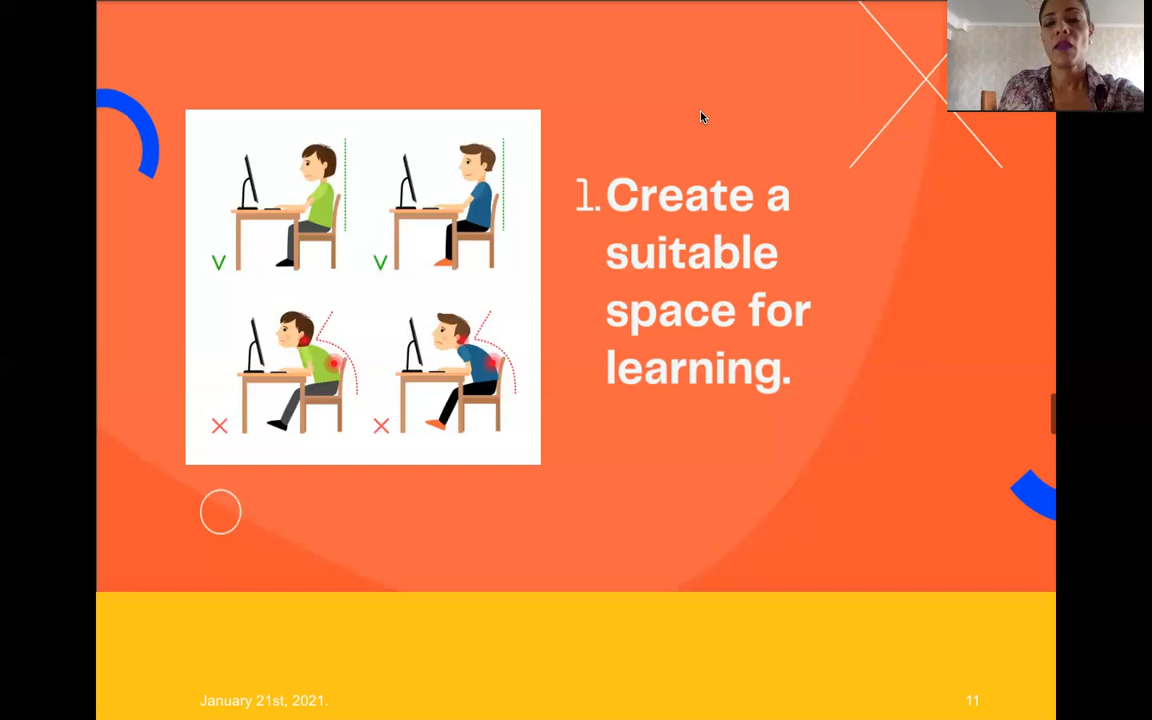 1. Create a
suitable
space for
learning.
V
V
X
X
January 21st, 2021.
11